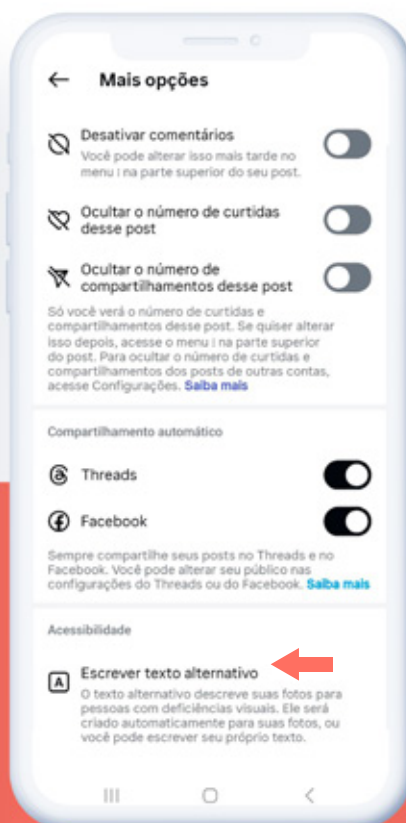 Mais opções
Desativar comentários
Você pode alterar isso mais tarde no
menu ⁝ na parte superior do seu post.
Ocultar o número de curtidas
desse post
Ocultar o número de
compartilhamentos desse post
Só você verá o número de curtidas e
compartilhamentos desse post. Se quiser alterar
isso depois, acesse o menu ⁝ na parte superior
do post. Para ocultar o número de curtidas e
compartilhamentos dos posts de outras contas,
acesse Configurações. Saiba mais
Compartilhamento automático
Threads
Facebook
Sempre compartilhe seus posts no Threads e no
Facebook. Você pode alterar seu público nas
configurações do Threads ou do Facebook. Saiba mais
Acessibilidade
A Escrever texto alternativo
O texto alternativo descreve suas fotos para
pessoas com deficiências visuais. Ele será
criado automaticamente para suas fotos, ou
você pode escrever seu próprio texto.